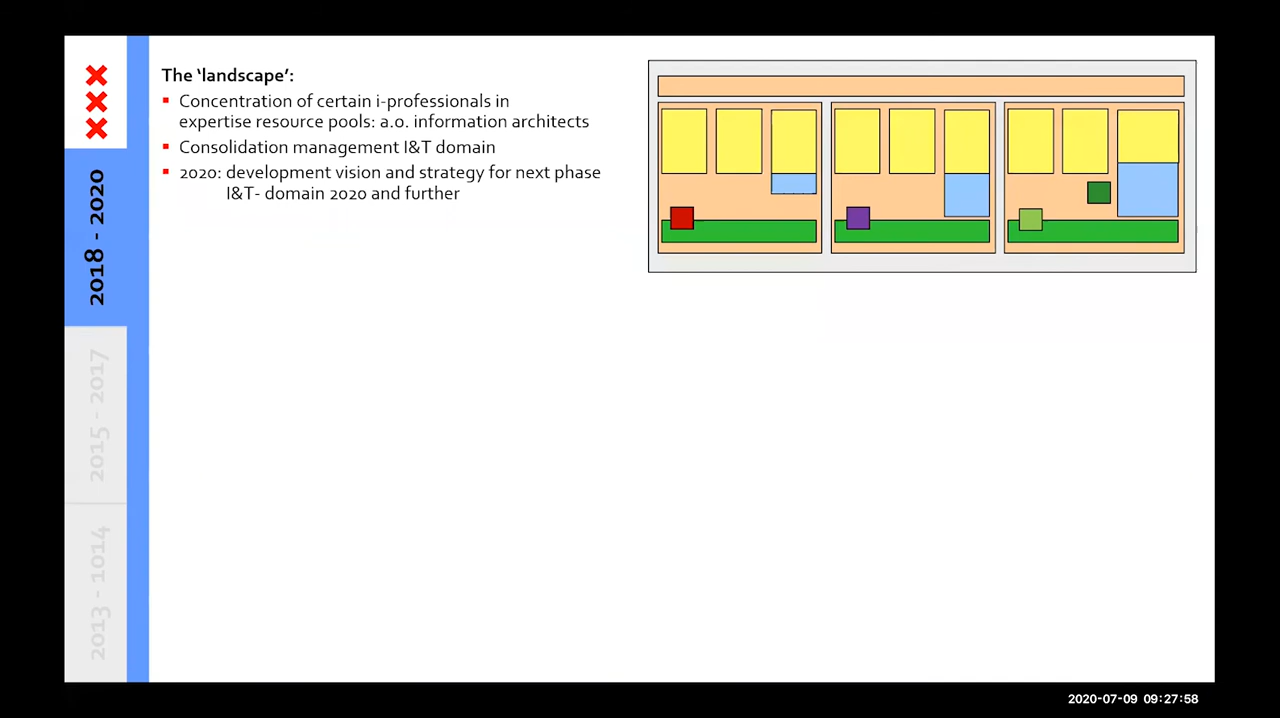 The ‘landscape’:
Concentration of certain i-professionals in
expertise resource pools: a.o. information architects
Consolidation management I&T domain
2020: development vision and strategy for next phase
I&T- domain 2020 and further
2018 - 2020
2015 - 2017
2013 - 1014
2020-07-09 09:27:58